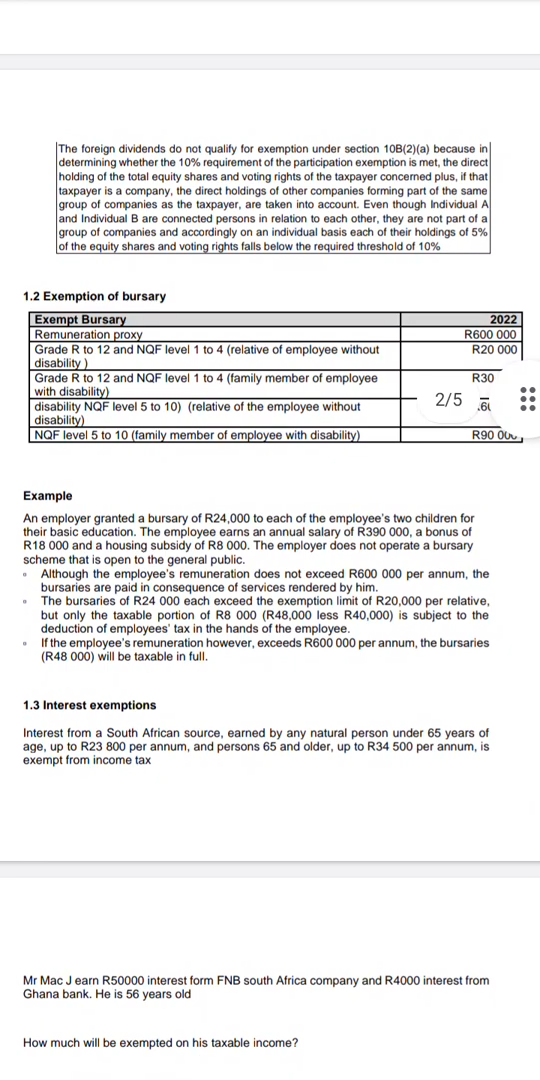 The foreign dividends do not qualify for exemption under section 10B(2)(a) because in
determining whether the 10% requirement of the participation exemption is met, the direct
holding of the total equity shares and voting rights of the taxpayer concerned plus, if that
taxpayer is a company, the direct holdings of other companies forming part of the same
group of companies as the taxpayer, are taken into account. Even though Individual A
and Individual B are connected persons in relation to each other, they are not part of a
group of companies and accordingly on an individual basis each of their holdings of 5%
of the equity shares and voting rights falls below the required threshold of 10%
1.2 Exemption of bursary
Exempt Bursary 2022
Remuneration proxy R600 000
Grade R to 12 and NQF level 1 to 4 (relative of employee without R20 000
disability )
Grade R to 12 and NQF level 1 to 4 (family member of employee R30
with disability)
2/5
disability NQF level 5 to 10) (relative of the employee without
disability)
NQF level 5 to 10 (family member of employee with disability) R90 000
Example
An employer granted a bursary of R24,000 to each of the employee's two children for
their basic education. The employee earns an annual salary of R390 000, a bonus of
R18 000 and a housing subsidy of R8 000. The employer does not operate a bursary
scheme that is open to the general public.
▫ Although the employee's remuneration does not exceed R600 000 per annum, the
bursaries are paid in consequence of services rendered by him.
▫ The bursaries of R24 000 each exceed the exemption limit of R20,000 per relative,
but only the taxable portion of R8 000 (R48,000 less R40,000) is subject to the
deduction of employees' tax in the hands of the employee.
▫ If the employee's remuneration however, exceeds R600 000 per annum, the bursaries
(R48 000) will be taxable in full.
1.3 Interest exemptions
Interest from a South African source, earned by any natural person under 65 years of
age, up to R23 800 per annum, and persons 65 and older, up to R34 500 per annum, is
exempt from income tax
Mr Mac J earn R50000 interest form FNB south Africa company and R4000 interest from
Ghana bank. He is 56 years old
How much will be exempted on his taxable income?